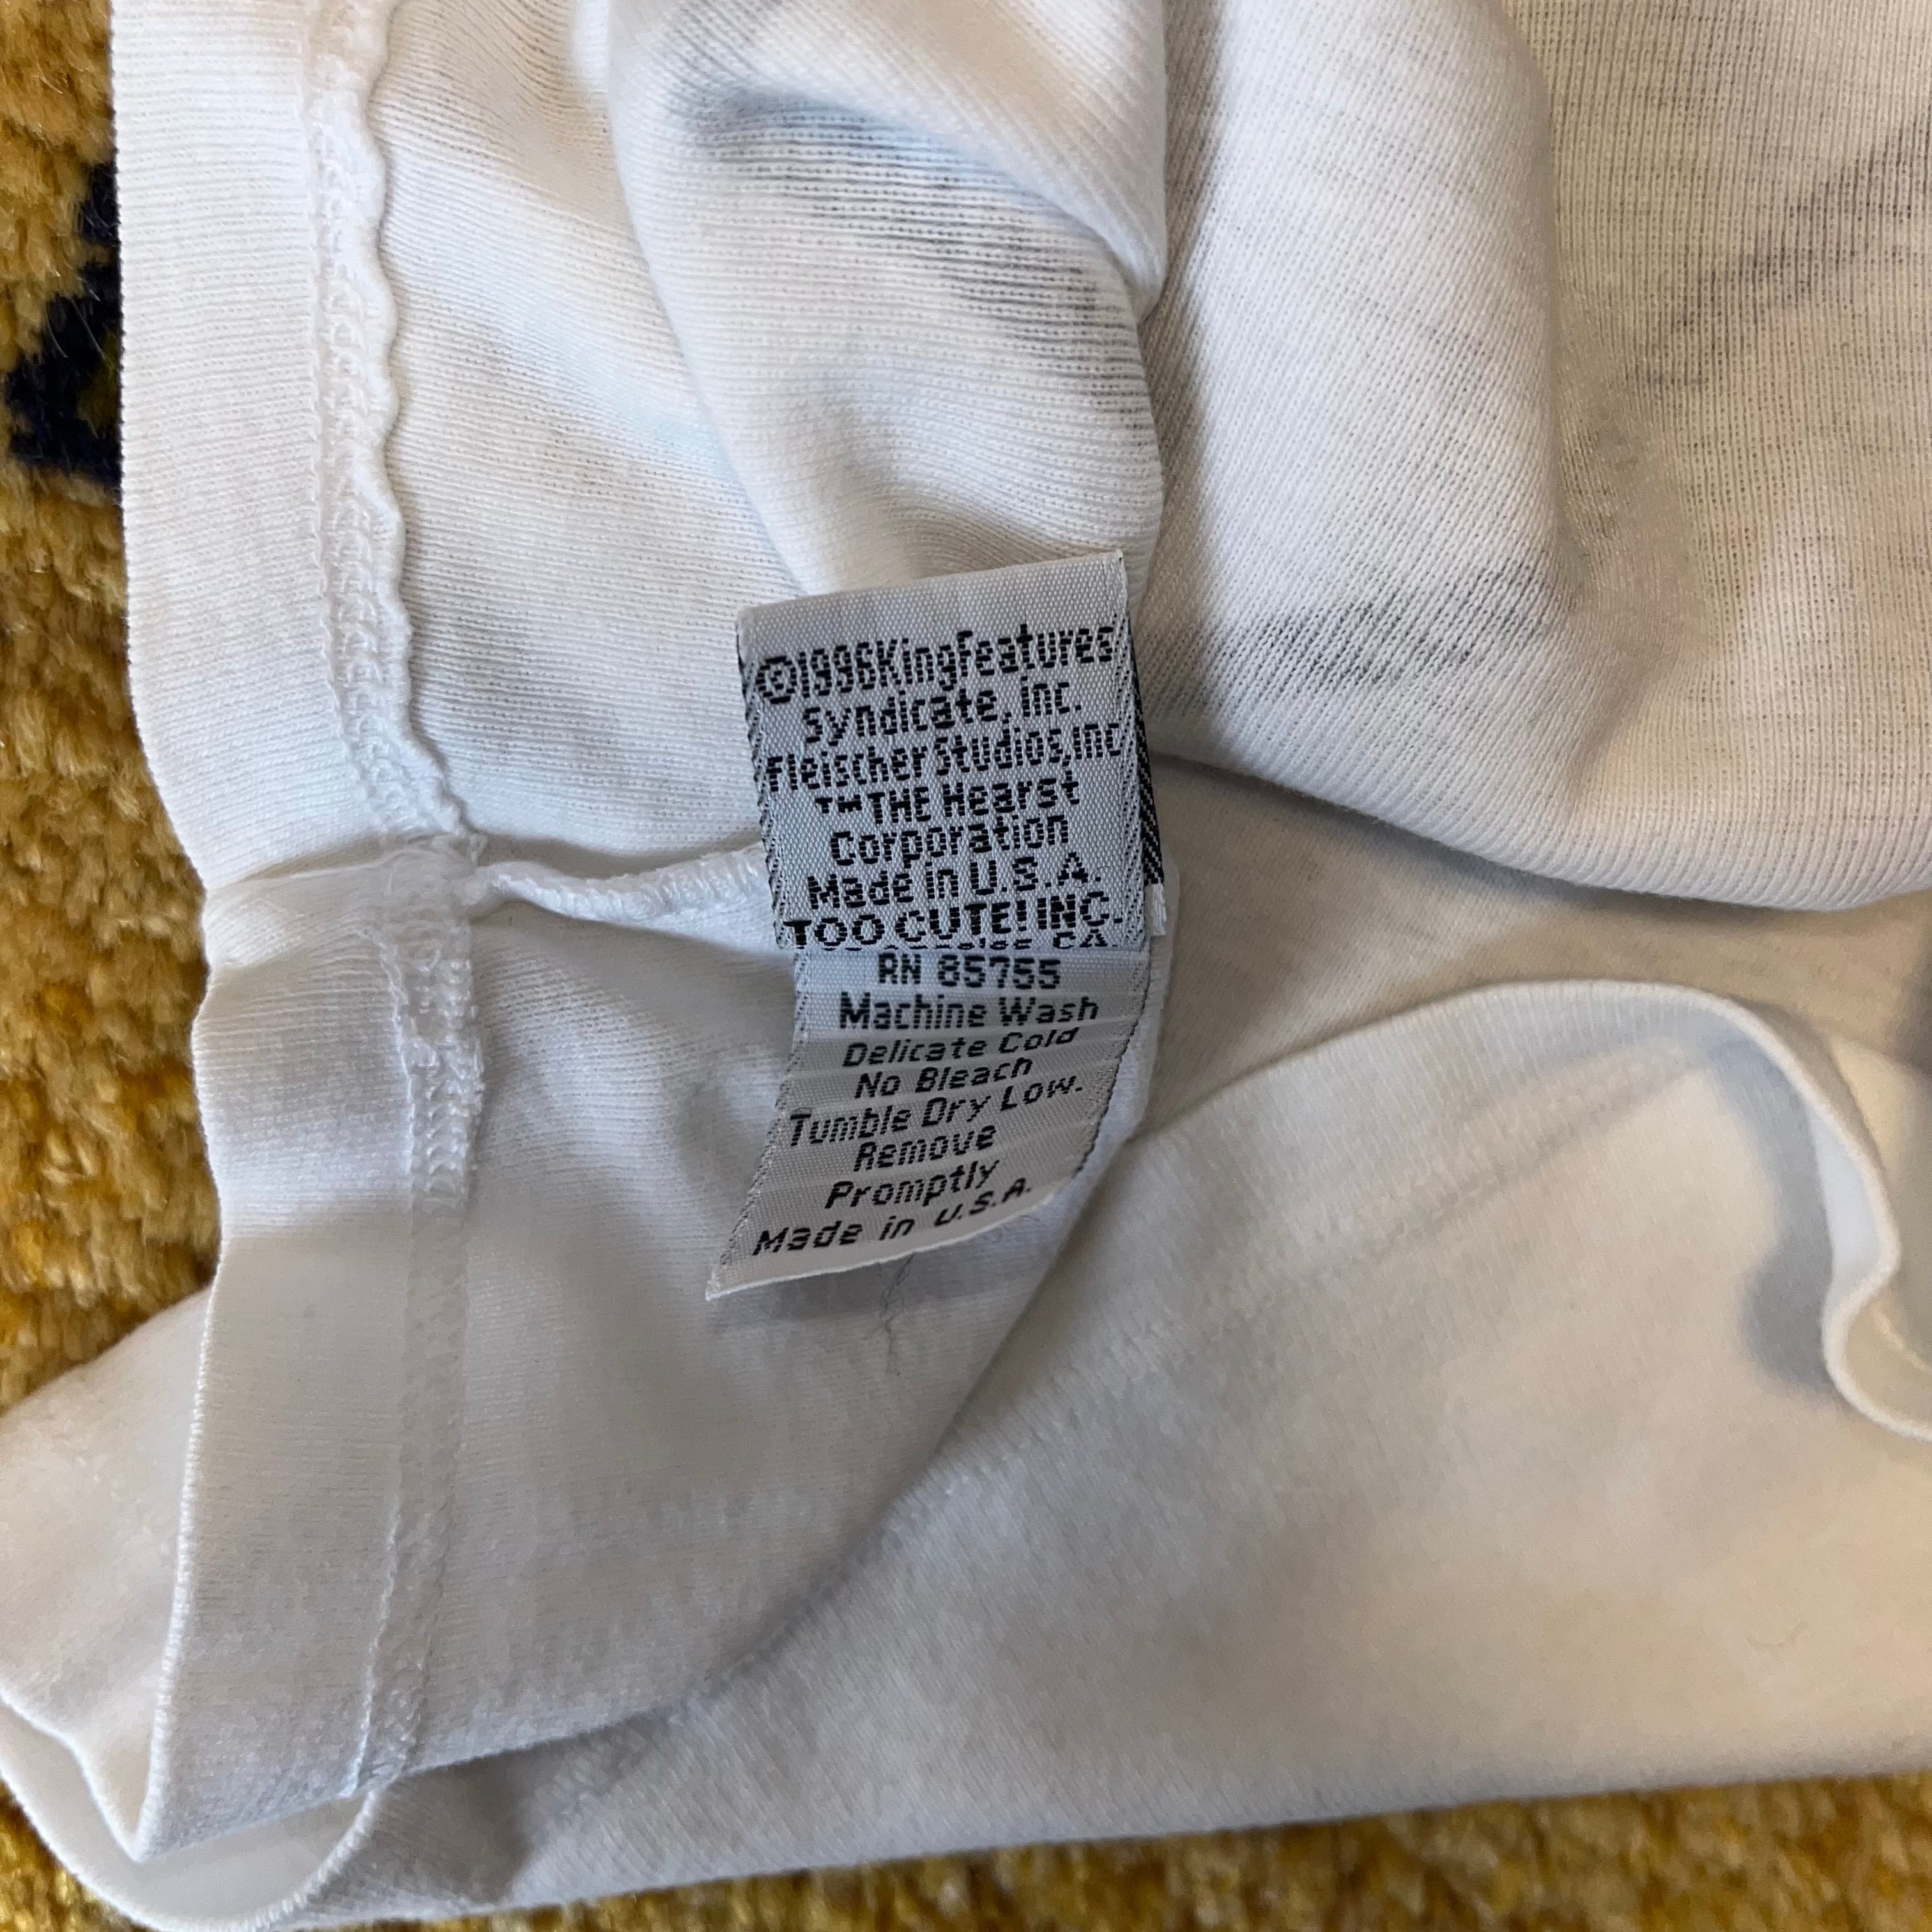 ©1996KingFeatures
Syndicate, inc.
Fleischer Studios,inc
™THE Hearst
Corporation
Made in U.S.A.
TOO CUTE! INC.
CA
RN 85755
Machine Wash
Delicate Cold
No Bleach
Tumble Dry Low.
Remove
Promptly
Made in U.S.A.